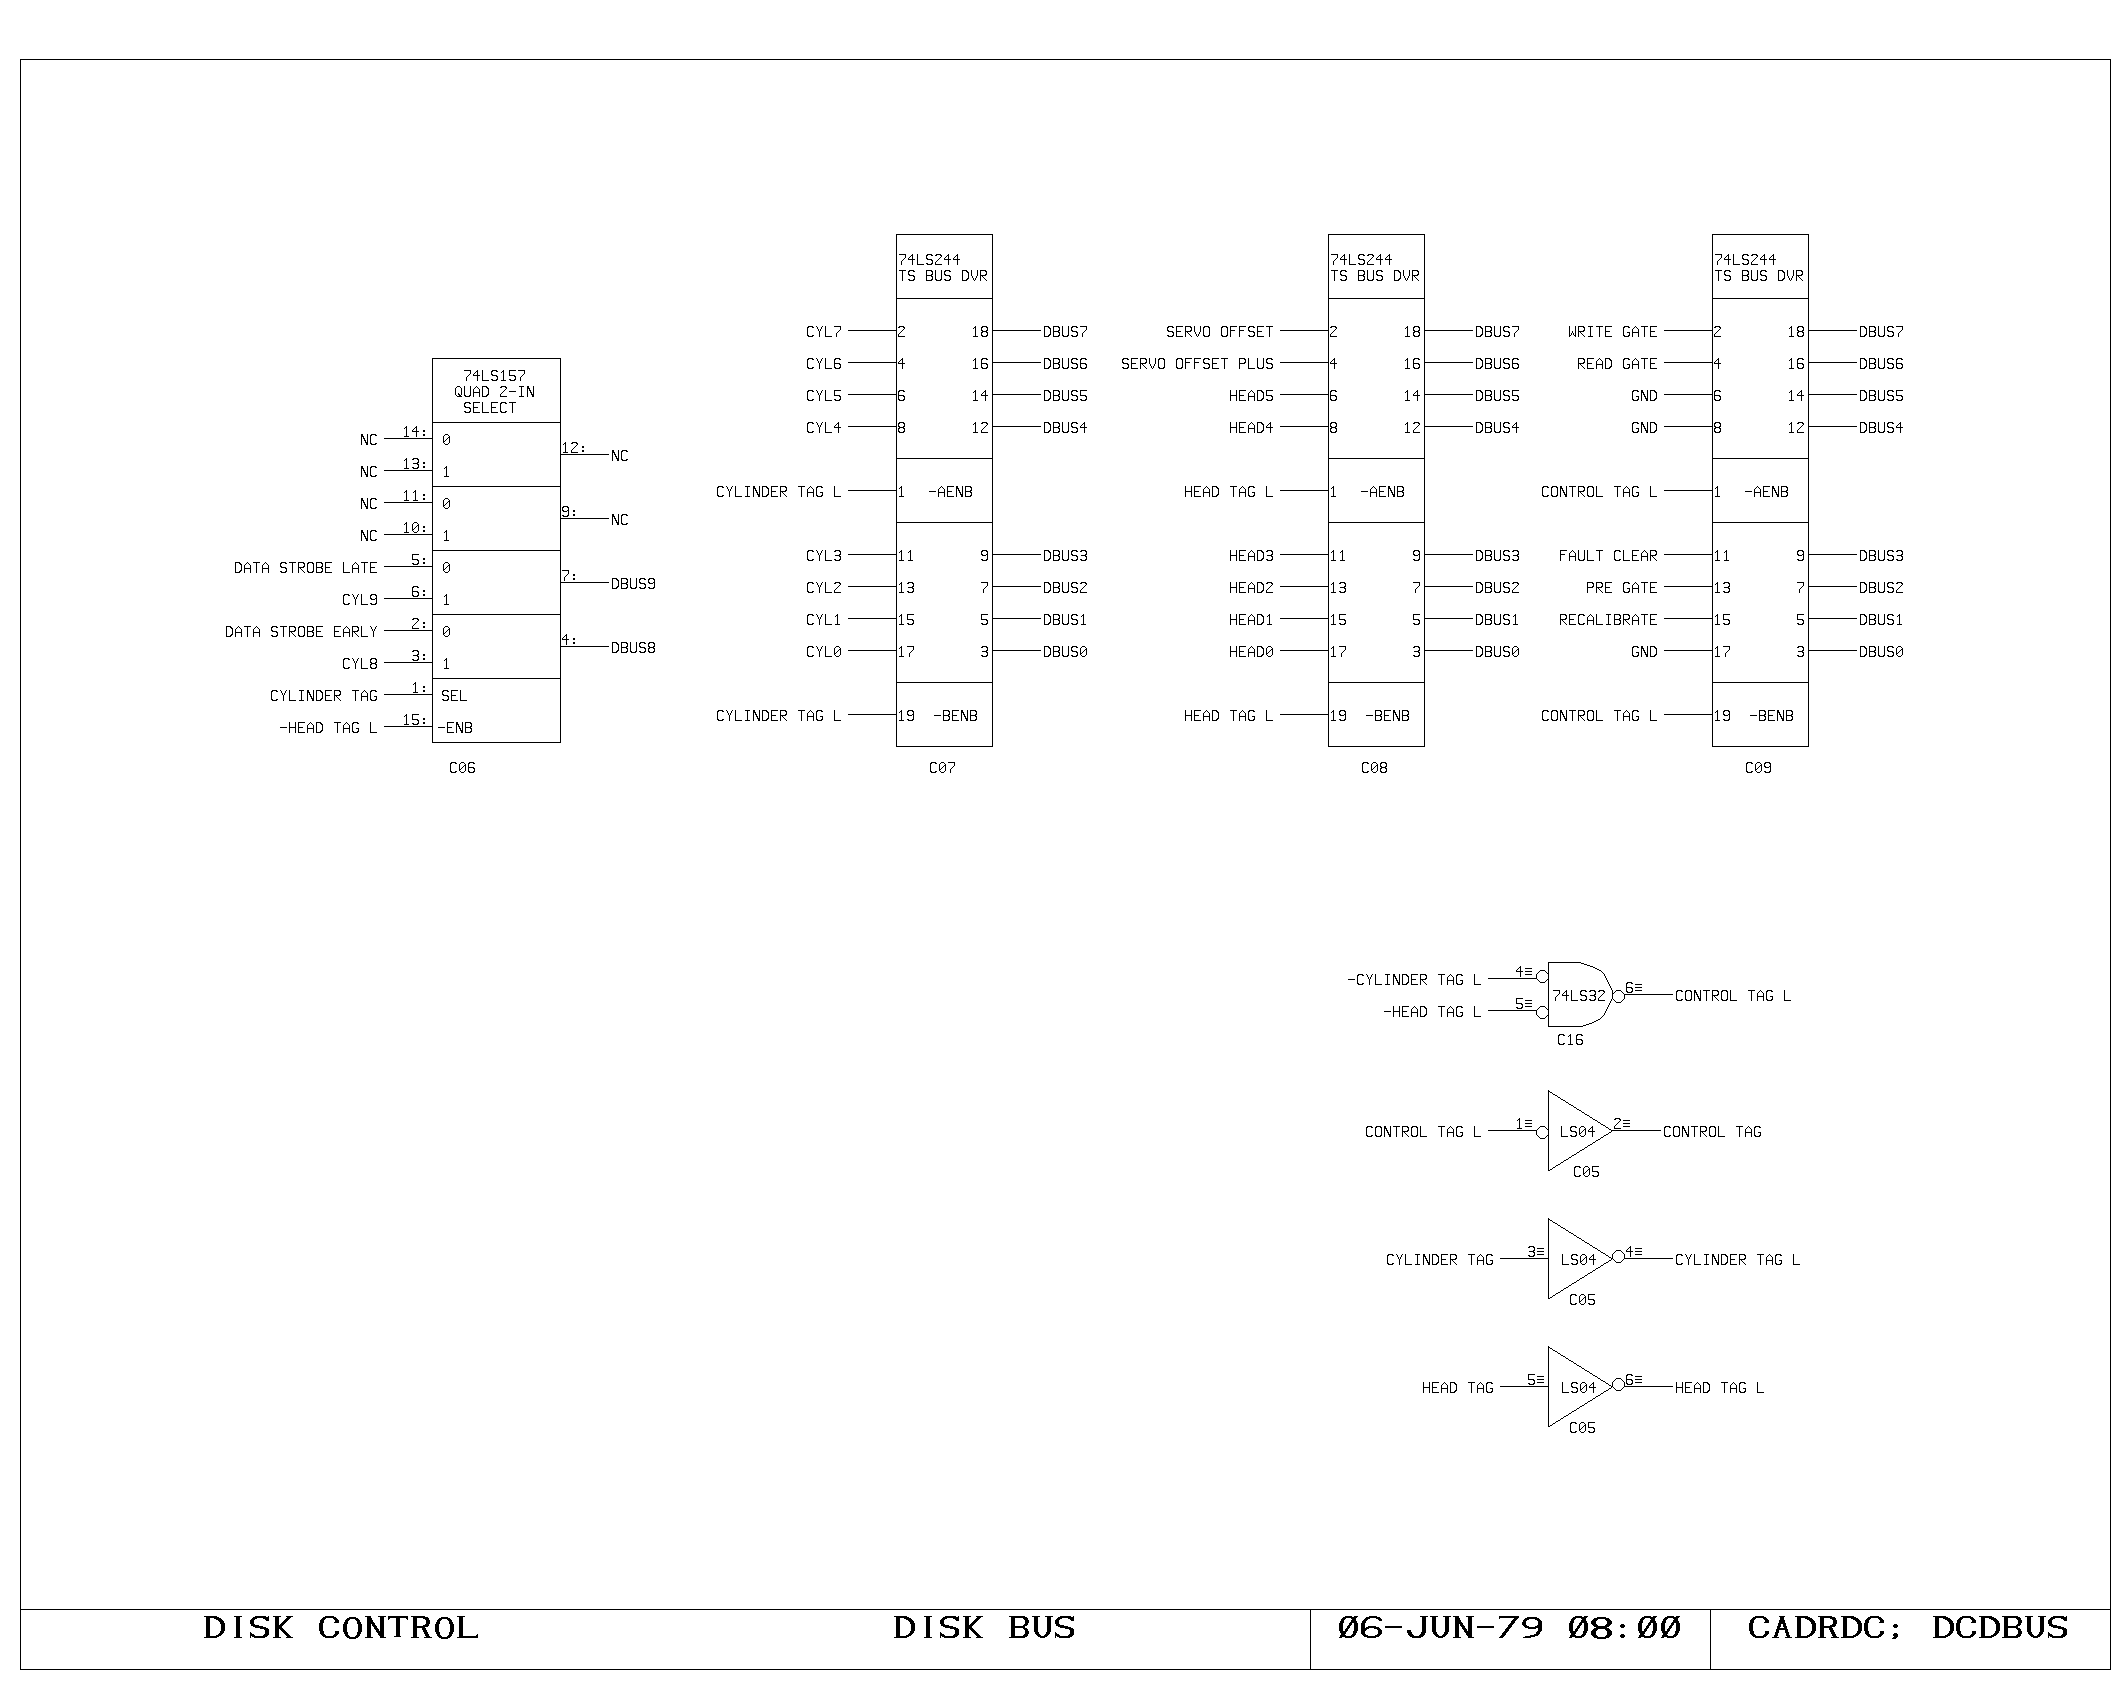 74LS157
QUAD 2-IN
SELECT
NC 14: 0
12: NC
NC 13: 1
NC 11: 0
9: NC
NC 10: 1
DATA STROBE LATE 5: 0
7: DBUS9
CYL9 6: 1
DATA STROBE EARLY 2: 0
4: DBUS8
CYL8 3: 1
CYLINDER TAG 1: SEL
-HEAD TAG L 15: -ENB
C06
74LS244
TS BUS DVR
CYL7 2 18 DBUS7
CYL6 4 16 DBUS6
CYL5 6 14 DBUS5
CYL4 8 12 DBUS4
CYLINDER TAG L 1 -AENB
CYL3 11 9 DBUS3
CYL2 13 7 DBUS2
CYL1 15 5 DBUS1
CYL0 17 3 DBUS0
CYLINDER TAG L 19 -BENB
C07
74LS244
TS BUS DVR
SERVO OFFSET 2 18 DBUS7
SERVO OFFSET PLUS 4 16 DBUS6
HEAD5 6 14 DBUS5
HEAD4 8 12 DBUS4
HEAD TAG L 1 -AENB
HEAD3 11 9 DBUS3
HEAD2 13 7 DBUS2
HEAD1 15 5 DBUS1
HEAD0 17 3 DBUS0
HEAD TAG L 19 -BENB
C08
74LS244
TS BUS DVR
WRITE GATE 2 18 DBUS7
READ GATE 4 16 DBUS6
GND 6 14 DBUS5
GND 8 12 DBUS4
CONTROL TAG L 1 -AENB
FAULT CLEAR 11 9 DBUS3
PRE GATE 13 7 DBUS2
RECALIBRATE 15 5 DBUS1
GND 17 3 DBUS0
CONTROL TAG L 19 -BENB
C09
-CYLINDER TAG L 4≡
74LS32 6≡ CONTROL TAG L
-HEAD TAG L 5≡
C16
CONTROL TAG L 1≡ LS04 2≡ CONTROL TAG
C05
CYLINDER TAG 3≡ LS04 4≡ CYLINDER TAG L
C05
HEAD TAG 5≡ LS04 6≡ HEAD TAG L
C05
DISK CONTROL DISK BUS 06-JUN-79 08:00 CADRDC; DCDBUS